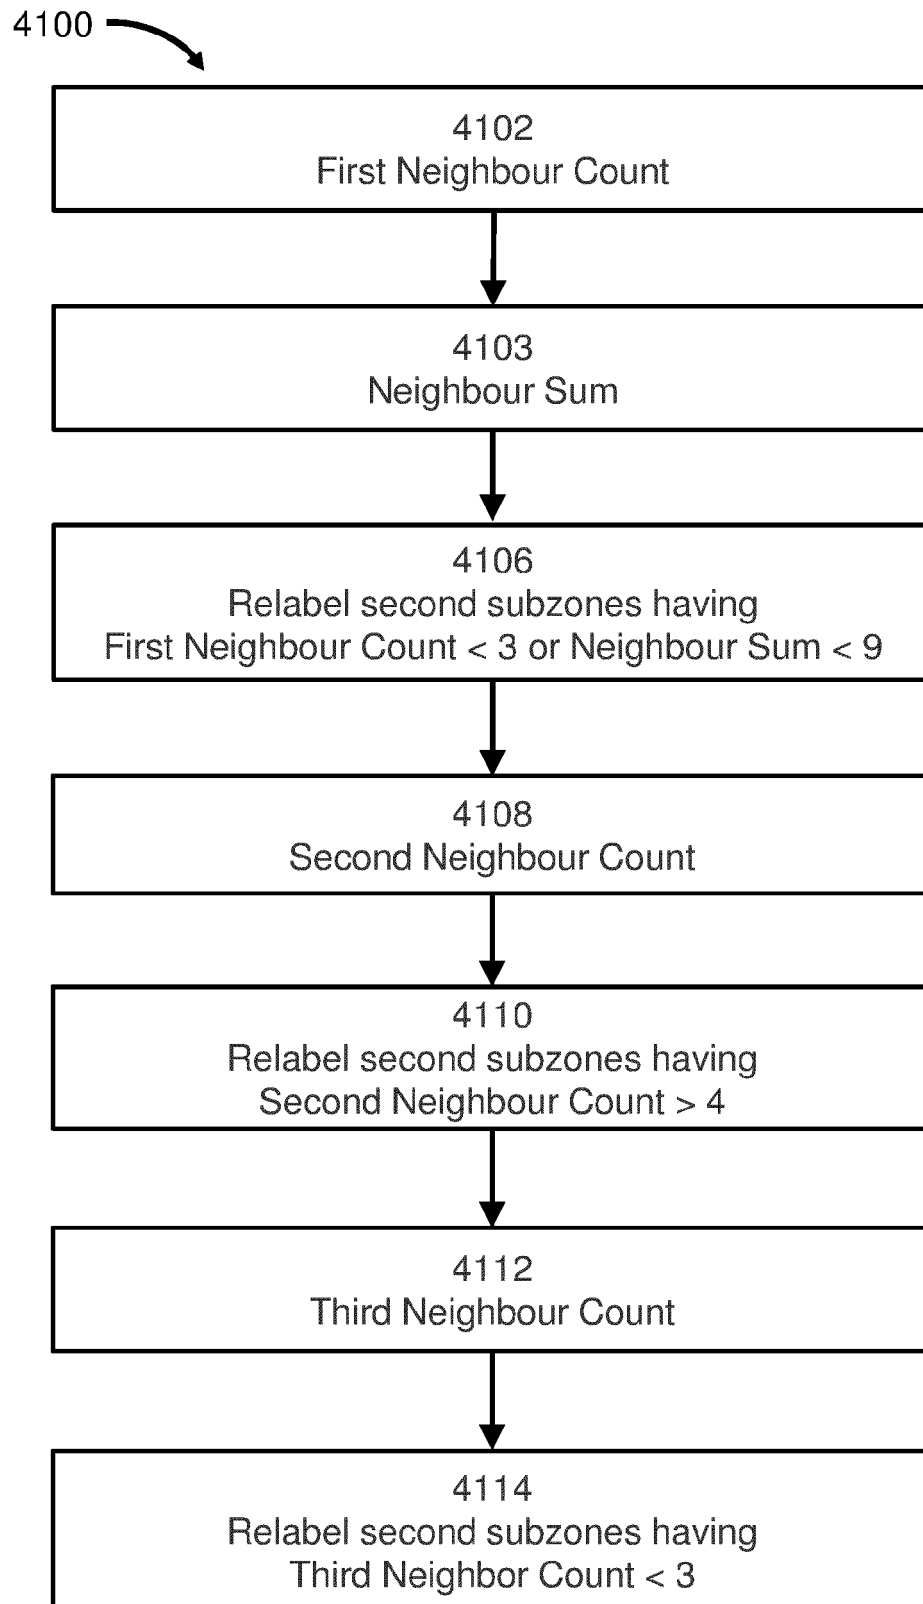 4100
4102
First Neighbour Count
4103
Neighbour Sum
4106
Relabel second subzones having
First Neighbour Count < 3 or Neighbour Sum < 9
4108
Second Neighbour Count
4110
Relabel second subzones having
Second Neighbour Count > 4
4112
Third Neighbour Count
4114
Relabel second subzones having
Third Neighbor Count < 3